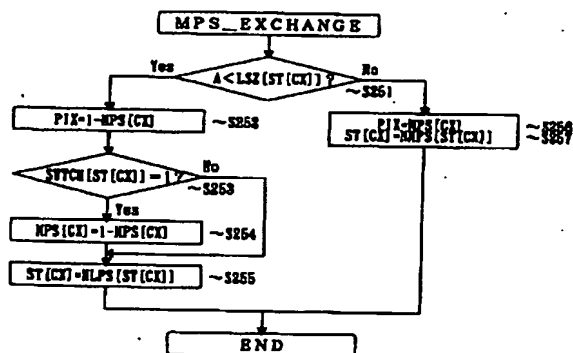 MPS_EXCHANGE
Yes
A<LSZ[ST[CX]]?
No
~S251
PIX=1-MPS[CX] ~S252
PIX=MPS[CX] ~S256
ST[CX]=NMPS[ST[CX]] ~S257
SWTCH[ST[CX]]=1?
No
~S253
Yes
MPS[CX]=1-MPS[CX] ~S254
ST[CX]=NLPS[ST[CX]] ~S255
END